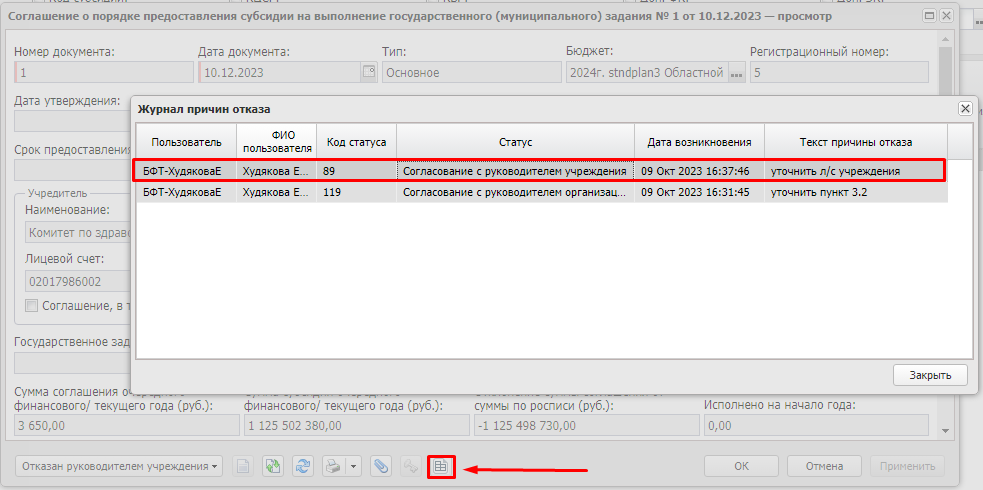 Соглашение о порядке предоставления субсидии на выполнение государственного (муниципального) задания № 1 от 10.12.2023 — просмотр
Номер документа: Дата документа: Тип: Бюджет: Регистрационный номер:
1 10.12.2023 Основное 2024г. stndplan3 Областной ... 5
Дата утверждения:
Журнал причин отказа
Пользователь ФИО пользователя Код статуса Статус Дата возникновения Текст причины отказа
Срок предоставления
БФТ-ХудяковаЕ Худякова Е... 89 Согласование с руководителем учреждения 09 Окт 2023 16:37:46 уточнить л/с учреждения
БФТ-ХудяковаЕ Худякова Е... 119 Согласование с руководителем организац... 09 Окт 2023 16:31:45 уточнить пункт 3.2
Учредитель
Наименование:
Комитет по здраво
Лицевой счет:
02017986002
Соглашение, в т
Государственное зад
Закрыть
Сумма соглашения
финансового/ текущего года (руб.): финансового/ текущего года (руб.): суммы по росписи (руб.): Исполнено на начало года:
3 650,00 1 125 502 380,00 -1 125 498 730,00 0,00
Отказан руководителем учреждения ОК Отмена Применить